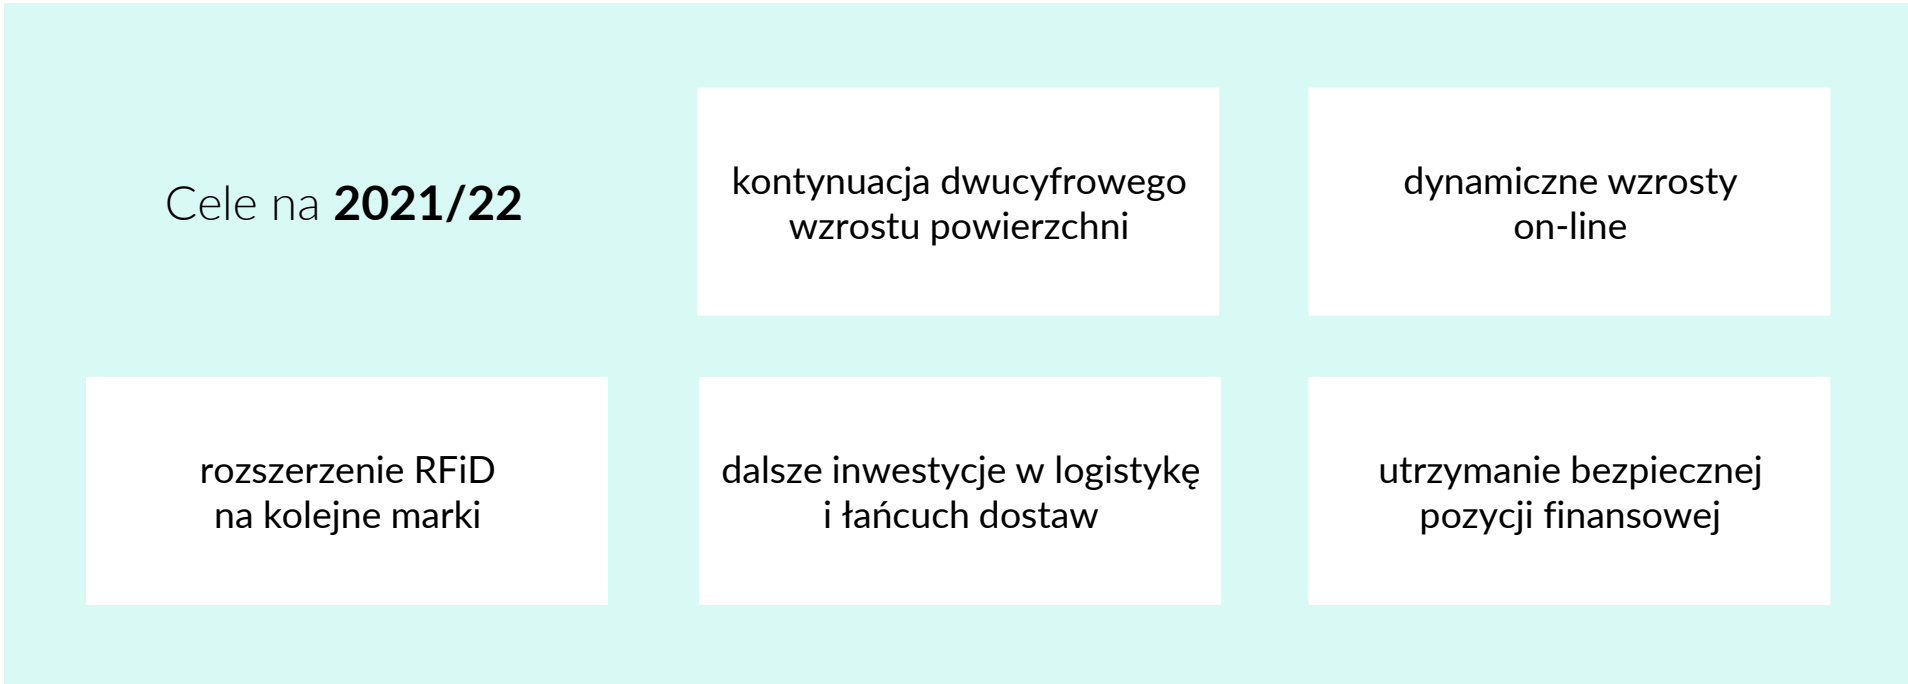 Cele na 2021/22
kontynuacja dwucyfrowego
wzrostu powierzchni
dynamiczne wzrosty
on-line
rozszerzenie RFiD
na kolejne marki
dalsze inwestycje w logistykę
i łańcuch dostaw
utrzymanie bezpiecznej
pozycji finansowej